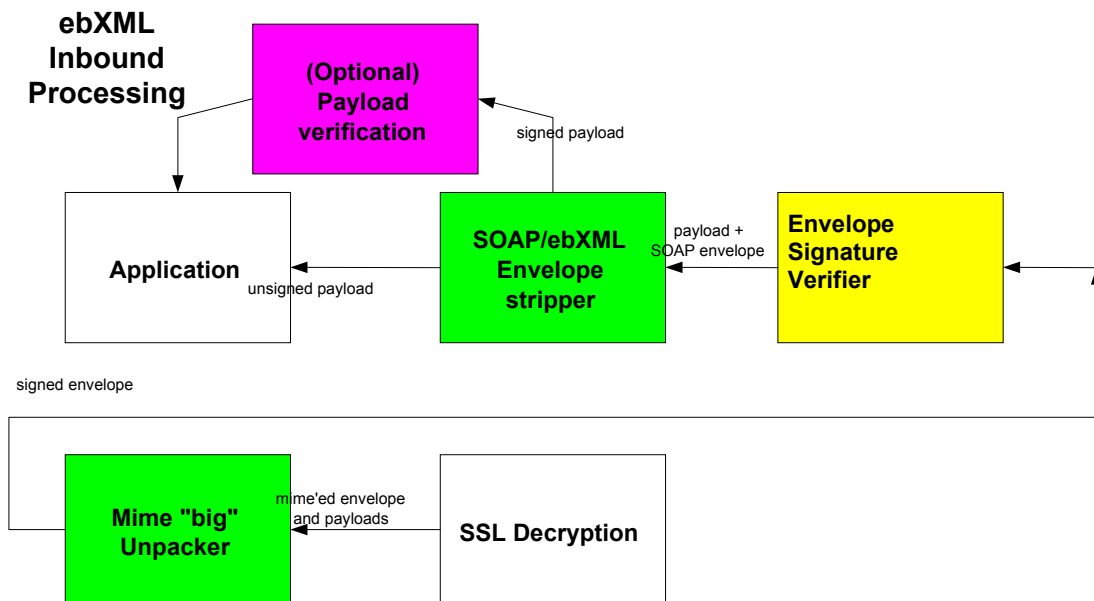 ebXML
Inbound
Processing
(Optional)
Payload
verification
signed payload
Application
unsigned payload
SOAP/ebXML
Envelope
stripper
payload +
SOAP envelope
Envelope
Signature
Verifier
signed envelope
Mime "big"
Unpacker
mime'ed envelope
and payloads
SSL Decryption